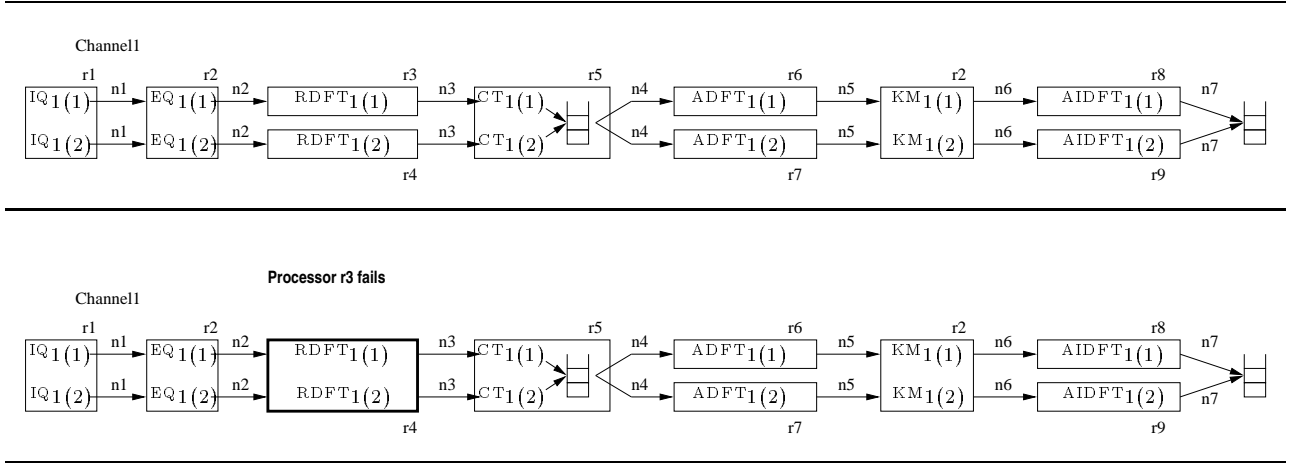 Channel1
r1 r2 r3 r5 r6 r2 r8
IQ1(1) n1 EQ1(1) n2 RDFT1(1) n3 CT1(1) n4 ADFT1(1) n5 KM1(1) n6 AIDFT1(1) n7
IQ1(2) n1 EQ1(2) n2 RDFT1(2) n3 CT1(2) n4 ADFT1(2) n5 KM1(2) n6 AIDFT1(2) n7
r4 r7 r9
Processor r3 fails
Channel1
r1 r2 r5 r6 r2 r8
IQ1(1) n1 EQ1(1) n2 RDFT1(1) n3 CT1(1) n4 ADFT1(1) n5 KM1(1) n6 AIDFT1(1) n7
IQ1(2) n1 EQ1(2) n2 RDFT1(2) n3 CT1(2) n4 ADFT1(2) n5 KM1(2) n6 AIDFT1(2) n7
r4 r7 r9